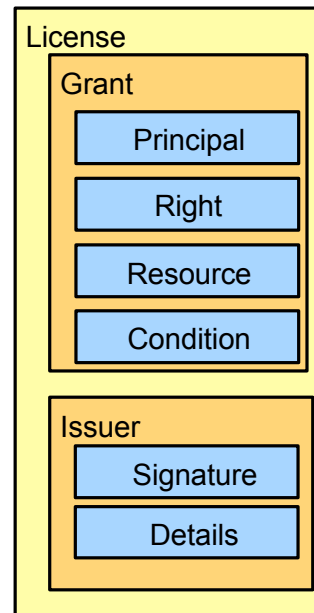 License
Grant
Principal
Right
Resource
Condition
Issuer
Signature
Details